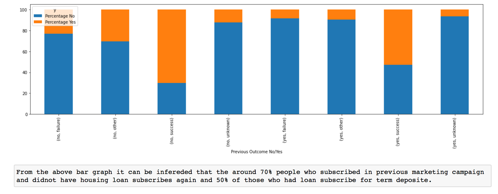 y
Percentage No
Percentage Yes
100
80
60
40
20
0
(no, failure)
(no, other)
(no, success)
(no, unknown)
(yes, failure)
(yes, other)
(yes, success)
(yes, unknown)
Previous Outcome No/Yes
From the above bar graph it can be infereded that the around 70% people who subscribed in previous marketing campaign
and didnot have housing loan subscribes again and 50% of those who had loan subscribe for term deposite.